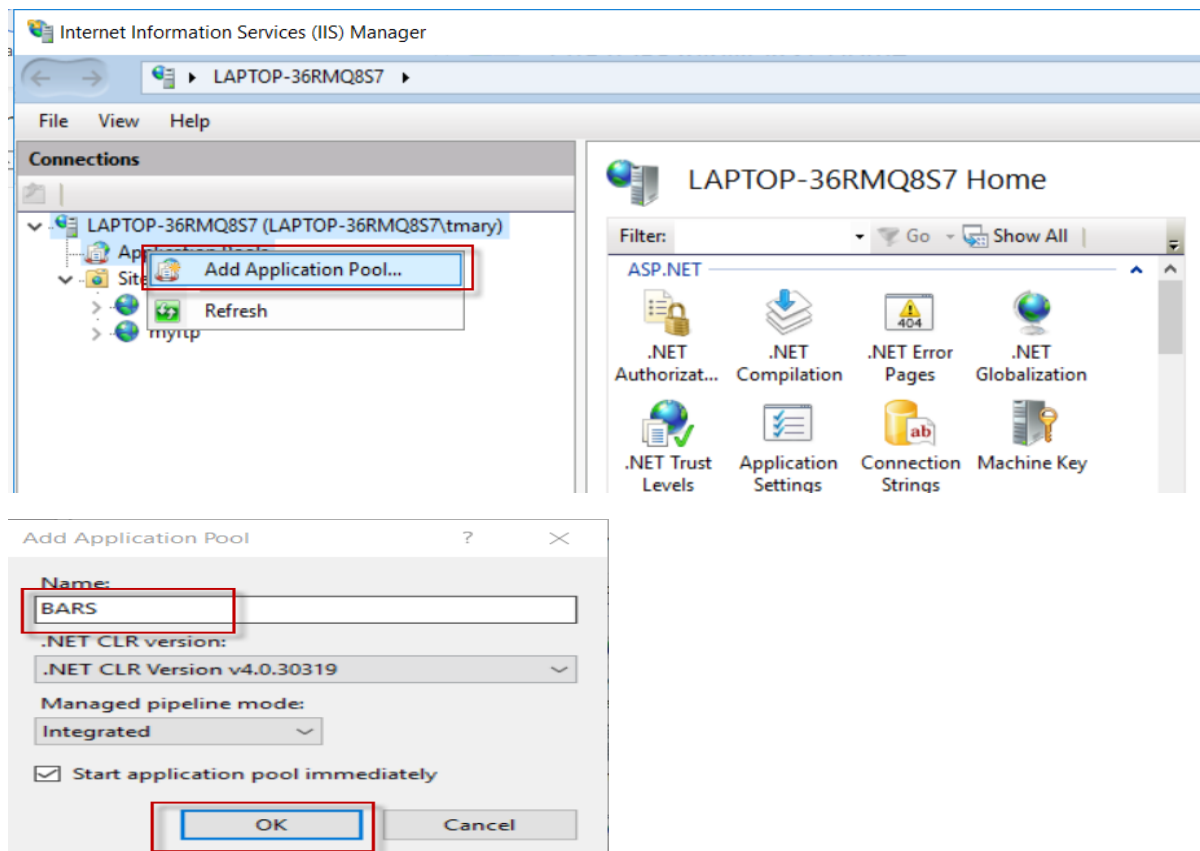 Internet Information Services (IIS) Manager
LAPTOP-36RMQ8S7
File View Help
Connections
LAPTOP-36RMQ8S7 (LAPTOP-36RMQ8S7\tmary)
Add Application Pool...
Refresh
LAPTOP-36RMQ8S7 Home
Filter: Go Show All
ASP.NET
.NET Authorizat...
.NET Compilation
404
.NET Error Pages
.NET Globalization
.NET Trust Levels
Application Settings
ab
Connection Strings
Machine Key
Add Application Pool ?
Name:
BARS
.NET CLR version:
.NET CLR Version v4.0.30319
Managed pipeline mode:
Integrated
Start application pool immediately
OK Cancel